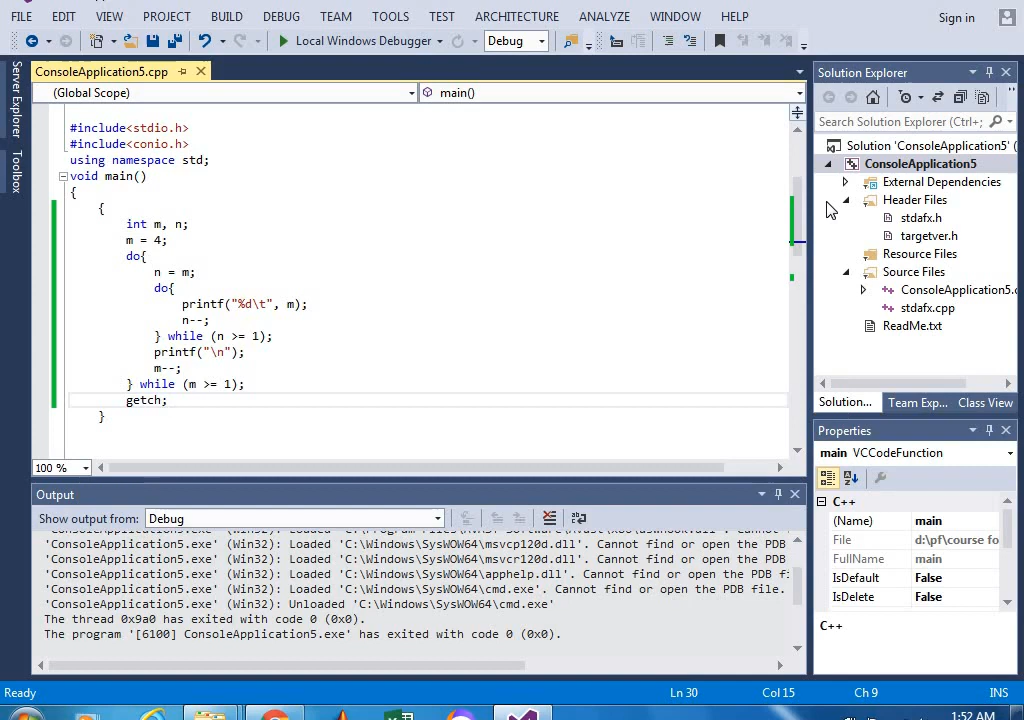 FILE EDIT VIEW PROJECT BUILD DEBUG TEAM TOOLS TEST ARCHITECTURE ANALYZE WINDOW HELP Sign in
Local Windows Debugger Debug
Server Explorer
Toolbox
ConsoleApplication5.cpp
(Global Scope) main()
#include<stdio.h>
#include<conio.h>
using namespace std;
void main()
{
{
int m, n;
m = 4;
do{
n = m;
do{
printf("%d\t", m);
n--;
} while (n >= 1);
printf("\n");
m--;
} while (m >= 1);
getch;
}
100 %
Output
Show output from: Debug
'ConsoleApplication5.exe' (Win32): Loaded 'C:\Windows\SysWOW64\msvcp120d.dll'. Cannot find or open the PDB
'ConsoleApplication5.exe' (Win32): Loaded 'C:\Windows\SysWOW64\msvcr120d.dll'. Cannot find or open the PDB
'ConsoleApplication5.exe' (Win32): Loaded 'C:\Windows\SysWOW64\apphelp.dll'. Cannot find or open the PDB fi
'ConsoleApplication5.exe' (Win32): Loaded 'C:\Windows\SysWOW64\cmd.exe'. Cannot find or open the PDB file.
'ConsoleApplication5.exe' (Win32): Unloaded 'C:\Windows\SysWOW64\cmd.exe'
The thread 0x9a0 has exited with code 0 (0x0).
The program '[6100] ConsoleApplication5.exe' has exited with code 0 (0x0).
Solution Explorer
Search Solution Explorer (Ctrl+;
Solution 'ConsoleApplication5' (
ConsoleApplication5
External Dependencies
Header Files
stdafx.h
targetver.h
Resource Files
Source Files
ConsoleApplication5.c
stdafx.cpp
ReadMe.txt
Solution... Team Exp... Class View
Properties
main VCCodeFunction
C++
(Name) main
File d:\pf\course fo
FullName main
IsDefault False
IsDelete False
C++
Ready Ln 30 Col 15 Ch 9 INS
1:52 AM